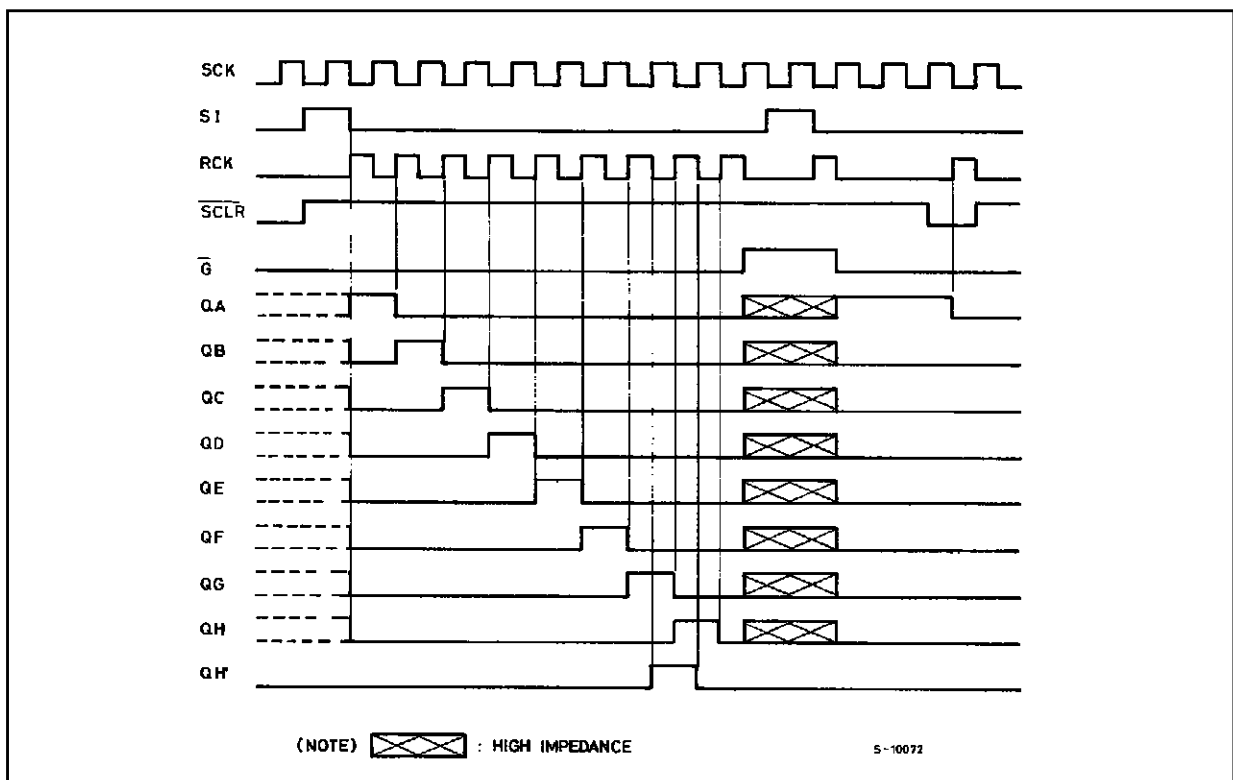 SCK
SI
RCK
SCLR
G
QA
QB
QC
QD
QE
QF
QG
QH
QH'
(NOTE) : HIGH IMPEDANCE
S-10072